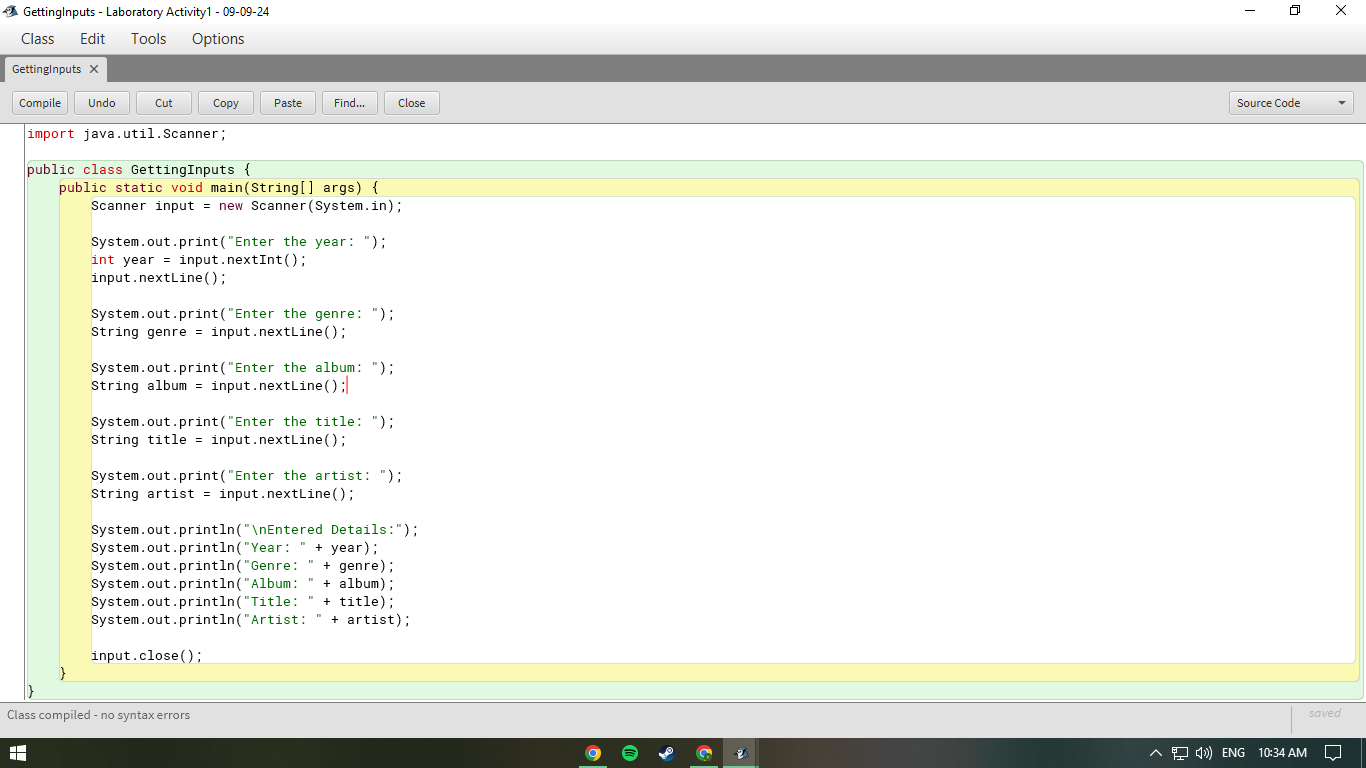 GettingInputs - Laboratory Activity1 - 09-09-24
Class Edit Tools Options
GettingInputs
Compile Undo Cut Copy Paste Find... Close Source Code
import java.util.Scanner;
public class GettingInputs {
public static void main(String[] args) {
Scanner input = new Scanner(System.in);
System.out.print("Enter the year: ");
int year = input.nextInt();
input.nextLine();
System.out.print("Enter the genre: ");
String genre = input.nextLine();
System.out.print("Enter the album: ");
String album = input.nextLine();
System.out.print("Enter the title: ");
String title = input.nextLine();
System.out.print("Enter the artist: ");
String artist = input.nextLine();
System.out.println("\nEntered Details:");
System.out.println("Year: " + year);
System.out.println("Genre: " + genre);
System.out.println("Album: " + album);
System.out.println("Title: " + title);
System.out.println("Artist: " + artist);
input.close();
}
}
Class compiled - no syntax errors
saved
ENG 10:34 AM